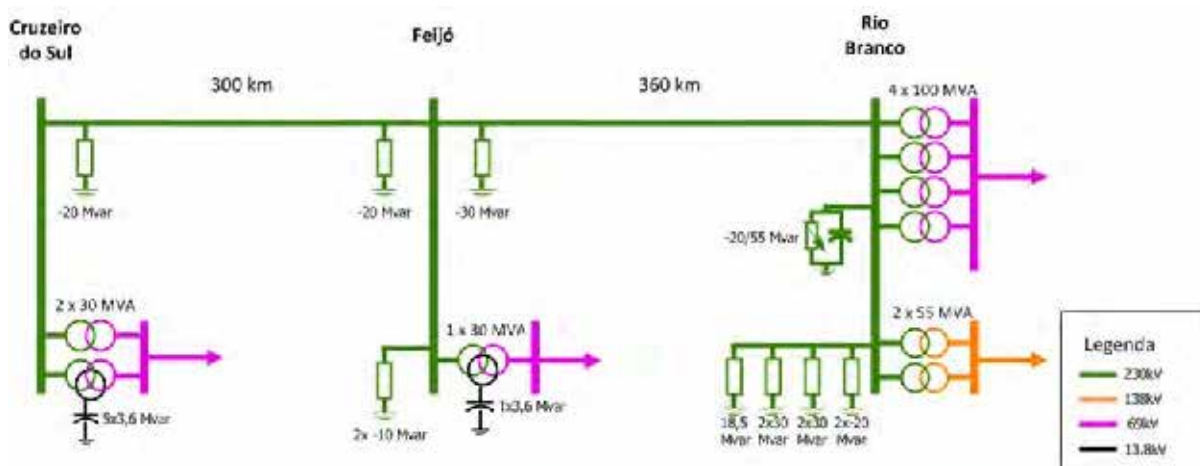 Cruzeiro
do Sul
Feijó
Rio
Branco
300 km
360 km
4 x 100 MVA
-20 Mvar
-20 Mvar
-30 Mvar
-20/55 Mvar
2 x 30 MVA
1 x 30 MVA
2 x 55 MVA
5x3,6 Mvar
2x -10 Mvar
1x3,6 Mvar
18,5 2x30 2x30 2x-20
Mvar Mvar Mvar Mvar
Legenda
230kV
138kV
69kV
13.8kV